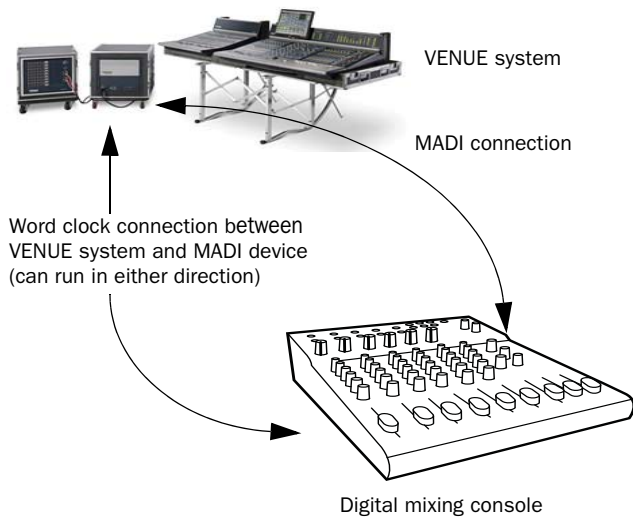 VENUE system
MADI connection
Word clock connection between
VENUE system and MADI device
(can run in either direction)
Digital mixing console